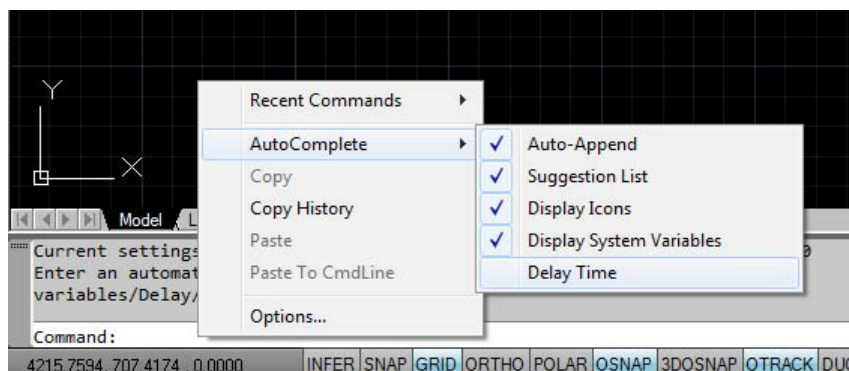 Y
X
Recent Commands
AutoComplete
Copy
Copy History
Paste
Paste To CmdLine
Options...
Auto-Append
Suggestion List
Display Icons
Display System Variables
Delay Time
Model
Current settings
Enter an automat
variables/Delay/
Command:
4215.7594, 707.4174 , 0.0000 INFER SNAP GRID ORTHO POLAR OSNAP 3DOSNAP OTRACK